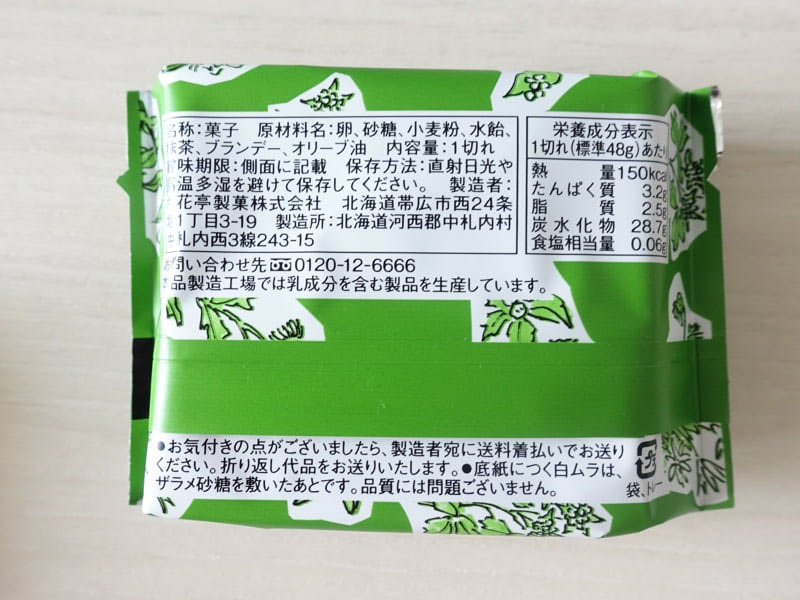 名称:菓子 原材料名:卵、砂糖、小麦粉、水飴、
抹茶、ブランデー、オリーブ油 内容量:1切れ
賞味期限:側面に記載 保存方法:直射日光や
高温多湿を避けて保存してください。 製造者:
花亭製菓株式会社 北海道帯広市西24条
北1丁目3-19 製造所:北海道河西郡中札内村
中札内西3線243-15
お問い合わせ先 0120-12-6666
本品製造工場では乳成分を含む製品を生産しています。
栄養成分表示
1切れ(標準48g)あたり
熱量 150kcal
たんぱく質 3.2g
脂質 2.5g
炭水化物 28.7g
食塩相当量 0.06g
●お気付きの点がございましたら、製造者宛に送料着払いでお送り
ください。折り返し代品をお送りいたします。●底紙につく白ムラは、
ザラメ砂糖を敷いたあとです。品質には問題ございません。
袋、トレー